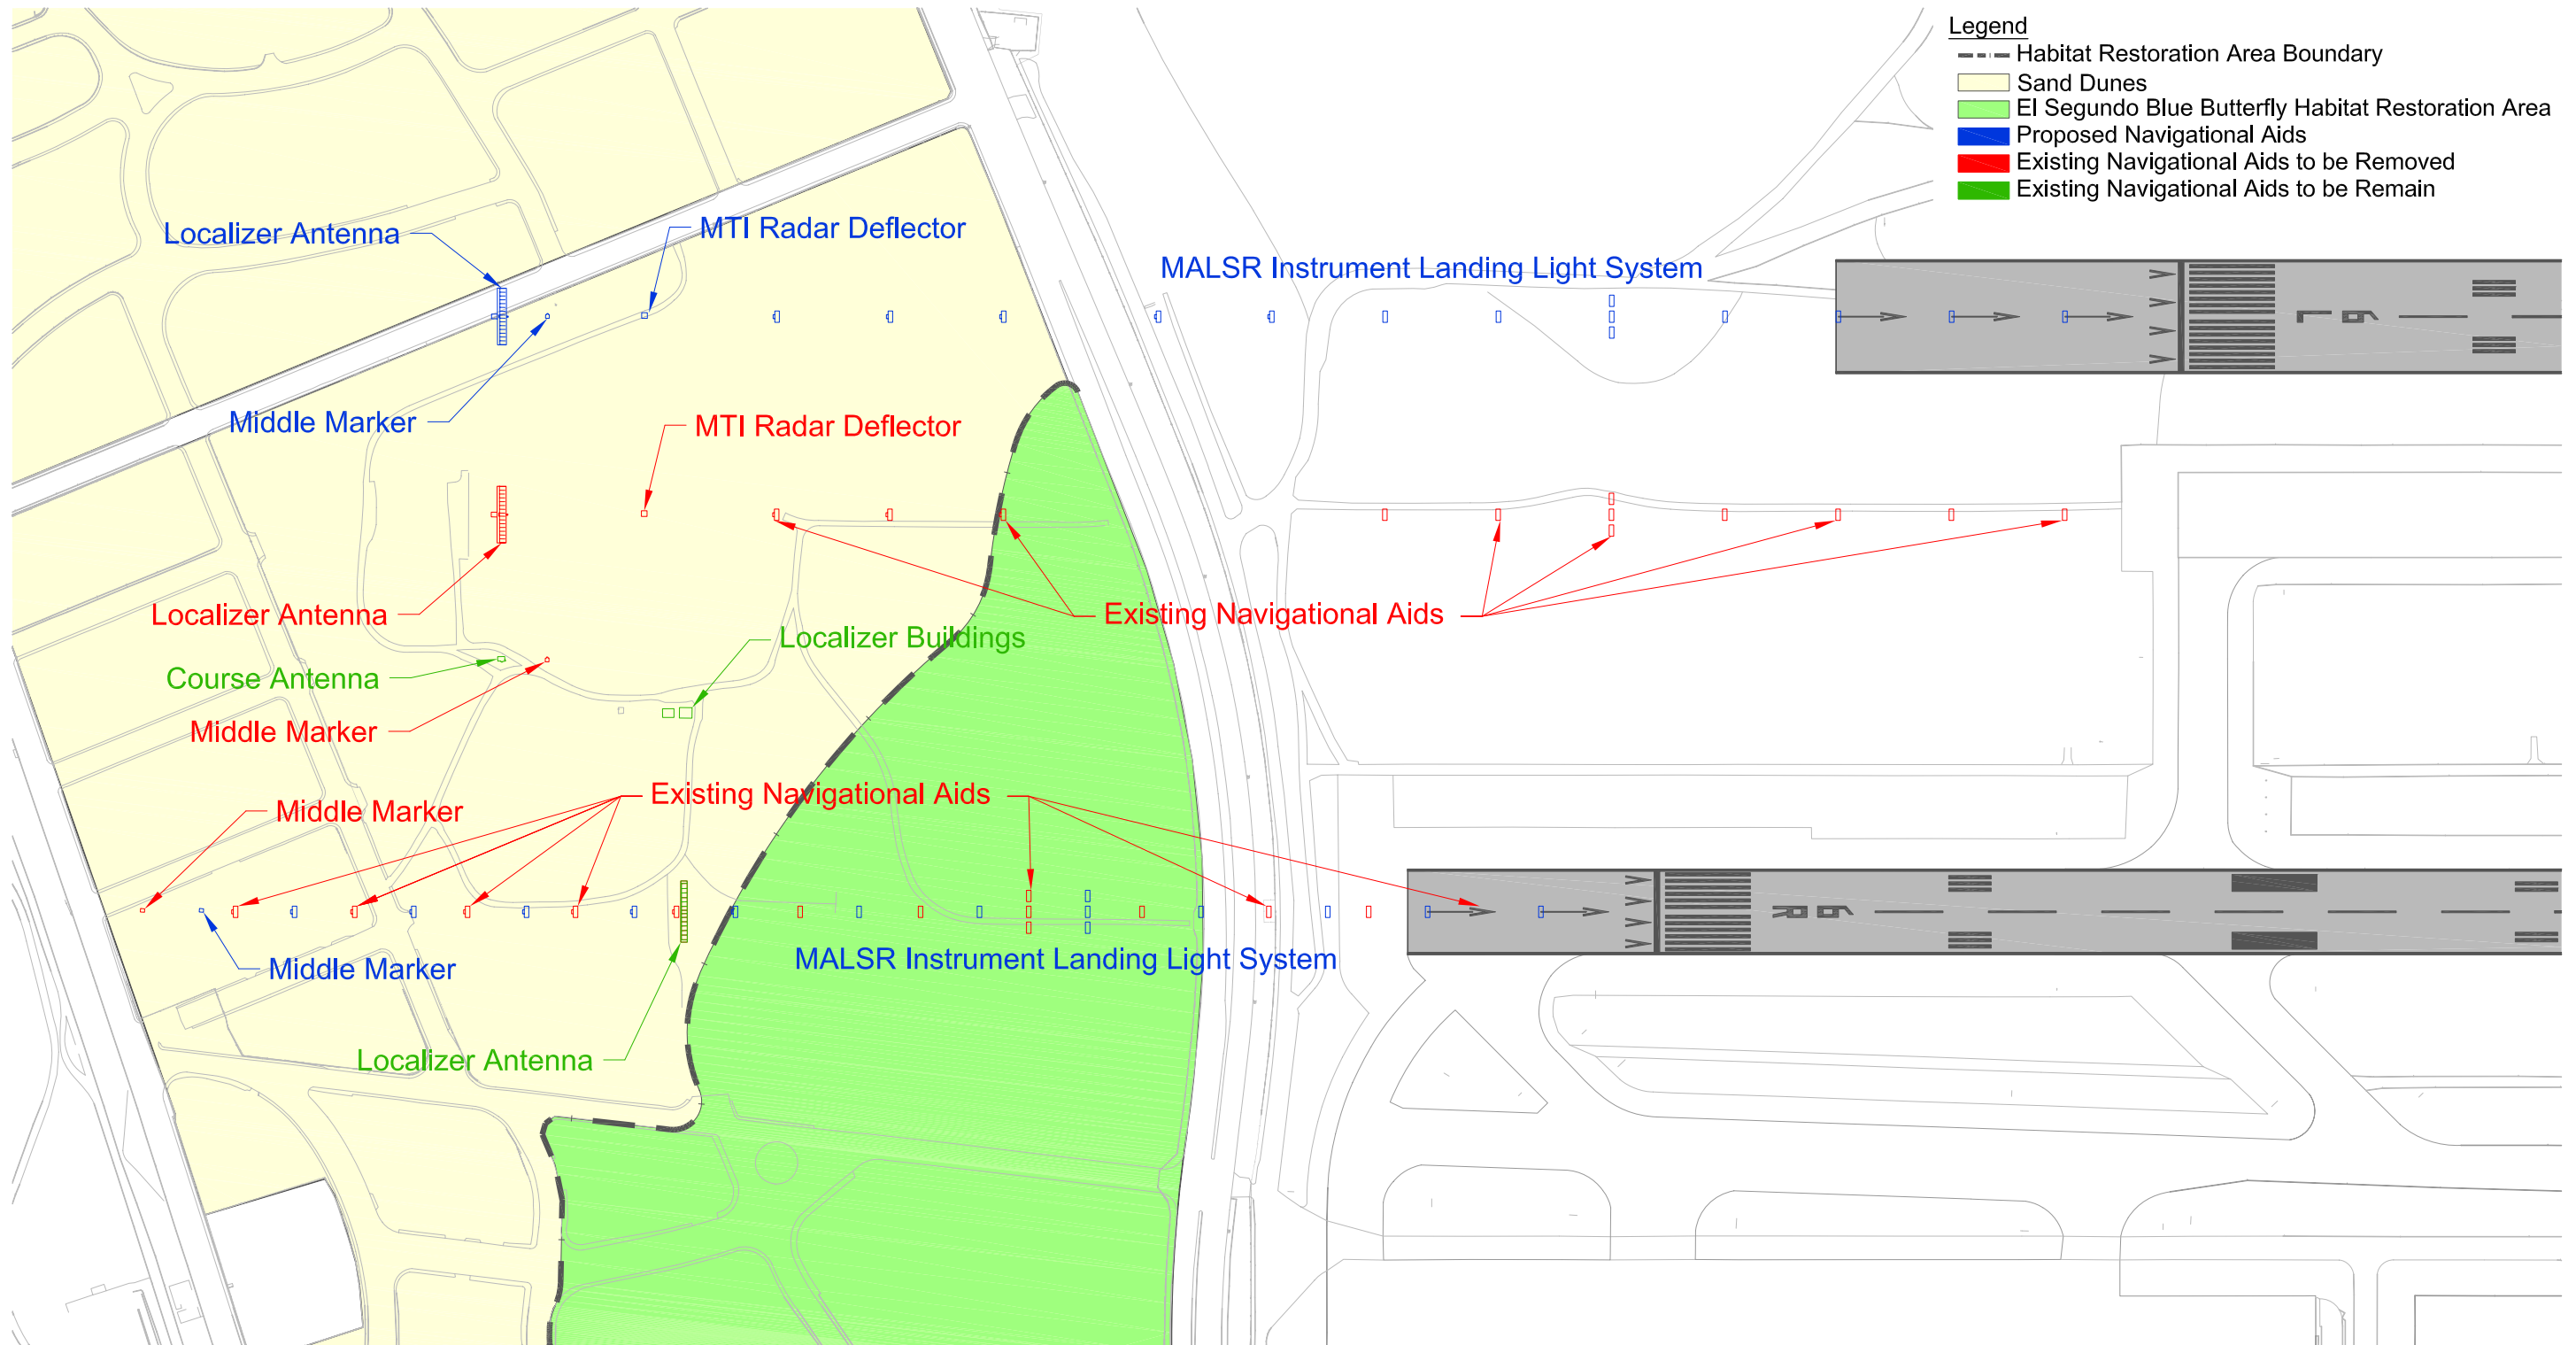 Legend
Habitat Restoration Area Boundary
Sand Dunes
El Segundo Blue Butterfly Habitat Restoration Area
Proposed Navigational Aids
Existing Navigational Aids to be Removed
Existing Navigational Aids to be Remain
Localizer Antenna
MTI Radar Deflector
MALSR Instrument Landing Light System
6L
Middle Marker
MTI Radar Deflector
Localizer Antenna
Existing Navigational Aids
Localizer Buildings
Course Antenna
Middle Marker
Existing Navigational Aids
Middle Marker
6R
MALSR Instrument Landing Light System
Middle Marker
Localizer Antenna